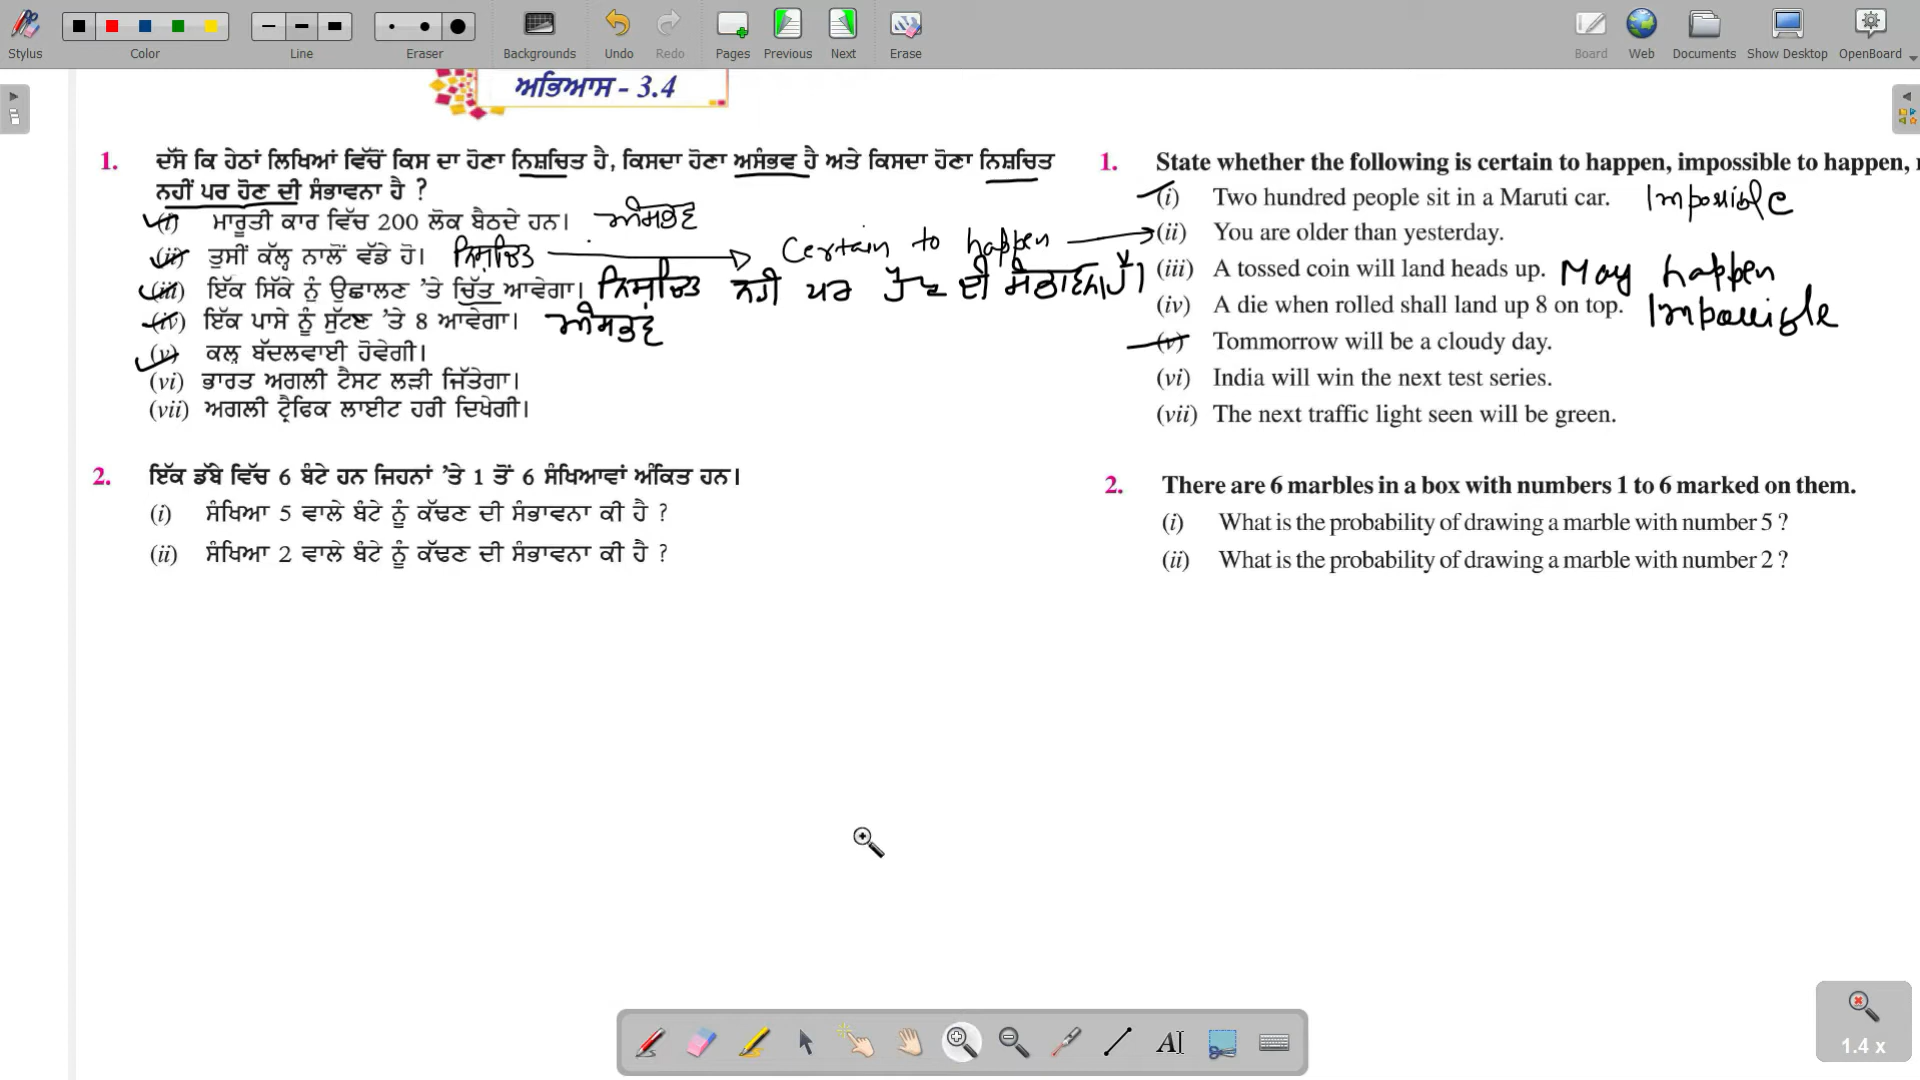 Stylus
Color
Line
Eraser
Backgrounds
Undo
Redo
Pages
Previous
Next
Erase
Board
Web
Documents
Show Desktop
OpenBoard
ਅਭਿਆਸ - 3.4
1. ਦੱਸੋ ਕਿ ਹੇਠਾਂ ਲਿਖਿਆਂ ਵਿੱਚੋਂ ਕਿਸ ਦਾ ਹੋਣਾ ਨਿਸ਼ਚਿਤ ਹੈ, ਕਿਸਦਾ ਹੋਣਾ ਅਸੰਭਵ ਹੈ ਅਤੇ ਕਿਸਦਾ ਹੋਣਾ ਨਿਸ਼ਚਿਤ
ਨਹੀਂ ਪਰ ਹੋਣ ਦੀ ਸੰਭਾਵਨਾ ਹੈ ?
(i) ਮਾਰੂਤੀ ਕਾਰ ਵਿੱਚ 200 ਲੋਕ ਬੈਠਦੇ ਹਨ। ਅਸੰਭਵ
(ii) ਤੁਸੀਂ ਕੱਲ੍ਹ ਨਾਲੋਂ ਵੱਡੇ ਹੋ। ਨਿਸ਼ਚਿਤ Certain to happen
(iii) ਇੱਕ ਸਿੱਕੇ ਨੂੰ ਉਛਾਲਣ 'ਤੇ ਚਿੱਤ ਆਵੇਗਾ। ਨਿਸ਼ਚਿਤ ਨਹੀ ਪਰ ਹੋਣ ਦੀ
(iv) ਇੱਕ ਪਾਸੇ ਨੂੰ ਸੁੱਟਣ 'ਤੇ 8 ਆਵੇਗਾ। ਅਸੰਭਵ
(v) ਕਲ੍ਹ ਬੱਦਲਵਾਈ ਹੋਵੇਗੀ।
(vi) ਭਾਰਤ ਅਗਲੀ ਟੈਸਟ ਲੜੀ ਜਿੱਤੇਗਾ।
(vii) ਅਗਲੀ ਟ੍ਰੈਫਿਕ ਲਾਈਟ ਹਰੀ ਦਿਖੇਗੀ।
2. ਇੱਕ ਡੱਬੇ ਵਿੱਚ 6 ਬੰਟੇ ਹਨ ਜਿਹਨਾਂ 'ਤੇ 1 ਤੋਂ 6 ਸੰਖਿਆਵਾਂ ਅੰਕਿਤ ਹਨ।
(i) ਸੰਖਿਆ 5 ਵਾਲੇ ਬੰਟੇ ਨੂੰ ਕੱਢਣ ਦੀ ਸੰਭਾਵਨਾ ਕੀ ਹੈ ?
(ii) ਸੰਖਿਆ 2 ਵਾਲੇ ਬੰਟੇ ਨੂੰ ਕੱਢਣ ਦੀ ਸੰਭਾਵਨਾ ਕੀ ਹੈ ?
1. State whether the following is certain to happen, impossible to happen,
(i) Two hundred people sit in a Maruti car. Impossible
(ii) You are older than yesterday.
(iii) A tossed coin will land heads up. May happen
(iv) A die when rolled shall land up 8 on top. Impossible
(v) Tommorrow will be a cloudy day.
(vi) India will win the next test series.
(vii) The next traffic light seen will be green.
2. There are 6 marbles in a box with numbers 1 to 6 marked on them.
(i) What is the probability of drawing a marble with number 5 ?
(ii) What is the probability of drawing a marble with number 2 ?
1.4 x